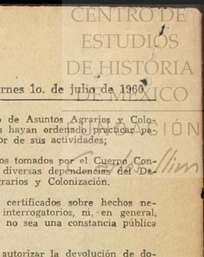 CENTRO DE
ESTUDIOS
DE HISTORIA
DE MÉXICO
rnes 1o. de julio de 1960
o de Asuntos Agrarios y Colo-
s hayan ordenado practicar pa-
or de sus actividades;
os tomados por el Cuerpo Con-
diversas dependencias del De-
grarios y Colonización.
certificados sobre hechos ne-
interrogatorios, ni, en general,
no sea una constancia pública
autorizar la devolución de do-